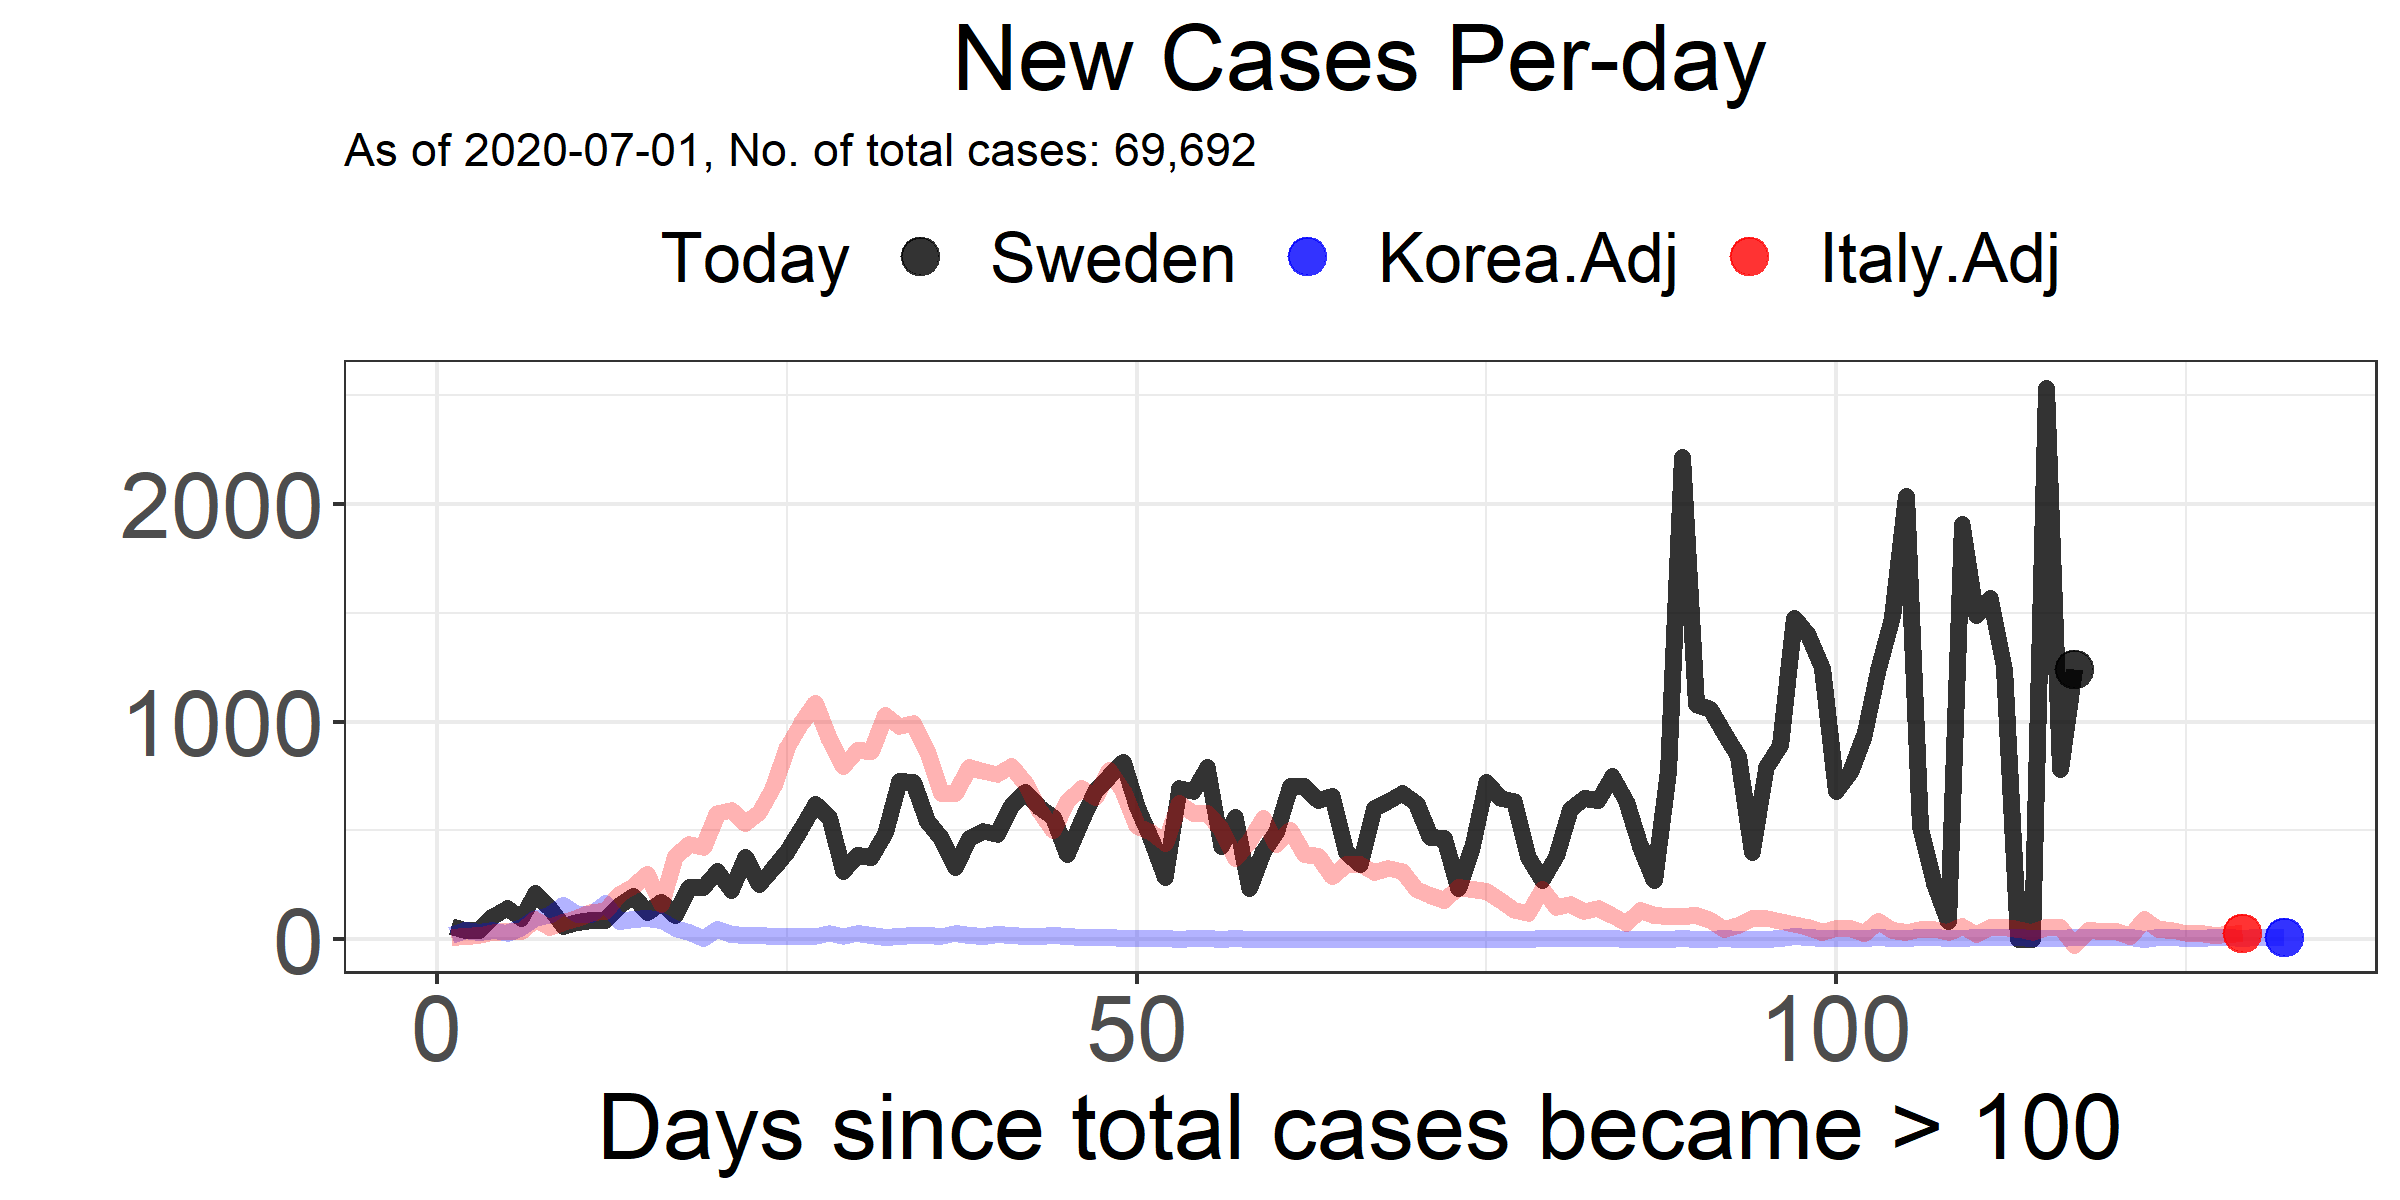 New Cases Per-day
As of 2020-07-01, No. of total cases: 69,692
Today Sweden Korea.Adj Italy.Adj
2000
1000
0
0 50 100
Days since total cases became > 100